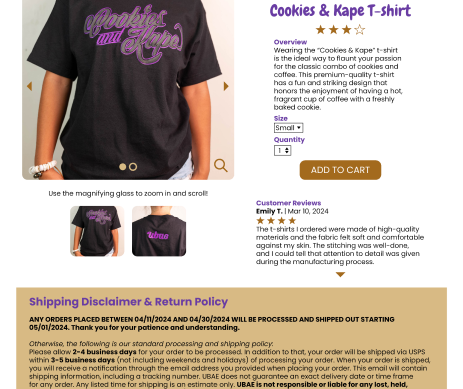 Cookies
and Kape
Cookies & Kape T-shirt
Overview
Wearing the "Cookies & Kape" t-shirt
is the ideal way to flaunt your passion
for the classic combo of cookies and
coffee. This premium-quality t-shirt
has a fun and striking design that
honors the enjoyment of having a hot,
fragrant cup of coffee with a freshly
baked cookie.
Size
Small
Quantity
1
ADD TO CART
Use the magnifying glass to zoom in and scroll!
Customer Reviews
Emily T. | Mar 10, 2024
The t-shirts I ordered were made of high-quality
materials and the fabric felt soft and comfortable
against my skin. The stitching was well-done,
and I could tell that attention to detail was given
during the manufacturing process.
Shipping Disclaimer & Return Policy
ANY ORDERS PLACED BETWEEN 04/11/2024 AND 04/30/2024 WILL BE PROCESSED AND SHIPPED OUT STARTING
05/01/2024. Thank you for your patience and understanding.
Otherwise, the following is our standard processing and shipping policy:
Please allow 2-4 business days for your order to be processed. In addition to that, your order will be shipped via USPS
within 3-5 business days (not including weekends and holidays) of processing your order. When your order is shipped,
you will receive a notification through the email address you provided when placing your order. This email will contain
shipping information, including a tracking number. UBAE does not guarantee an exact delivery date or time frame
for any order. Any listed time for shipping is an estimate only. UBAE is not responsible or liable for any lost, held,